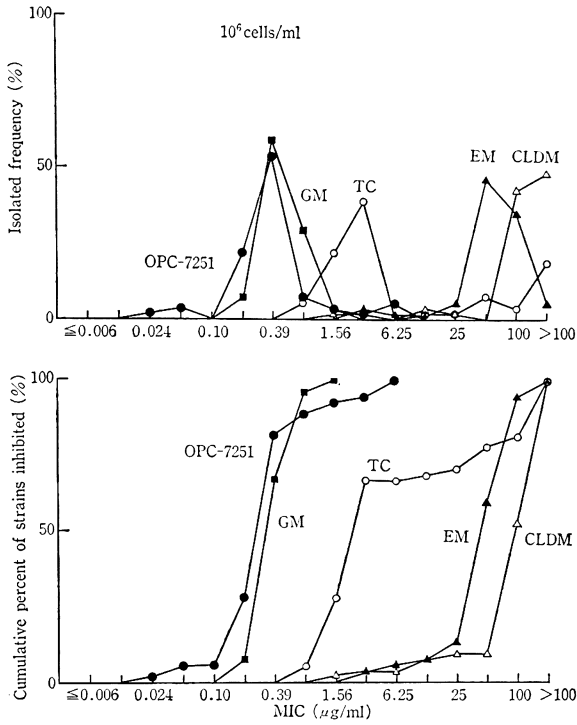 100
10⁶cells/ml
Isolated frequency (%)
50
EM
CLDM
TC
GM
OPC-7251
0
≦0.006 0.024 0.10 0.39 1.56 6.25 25 100 >100
100
Cumulative percent of strains inhibited (%)
OPC-7251
TC
GM
50
EM
CLDM
0
≦0.006 0.024 0.10 0.39 1.56 6.25 25 100 >100
MIC (μg/ml)